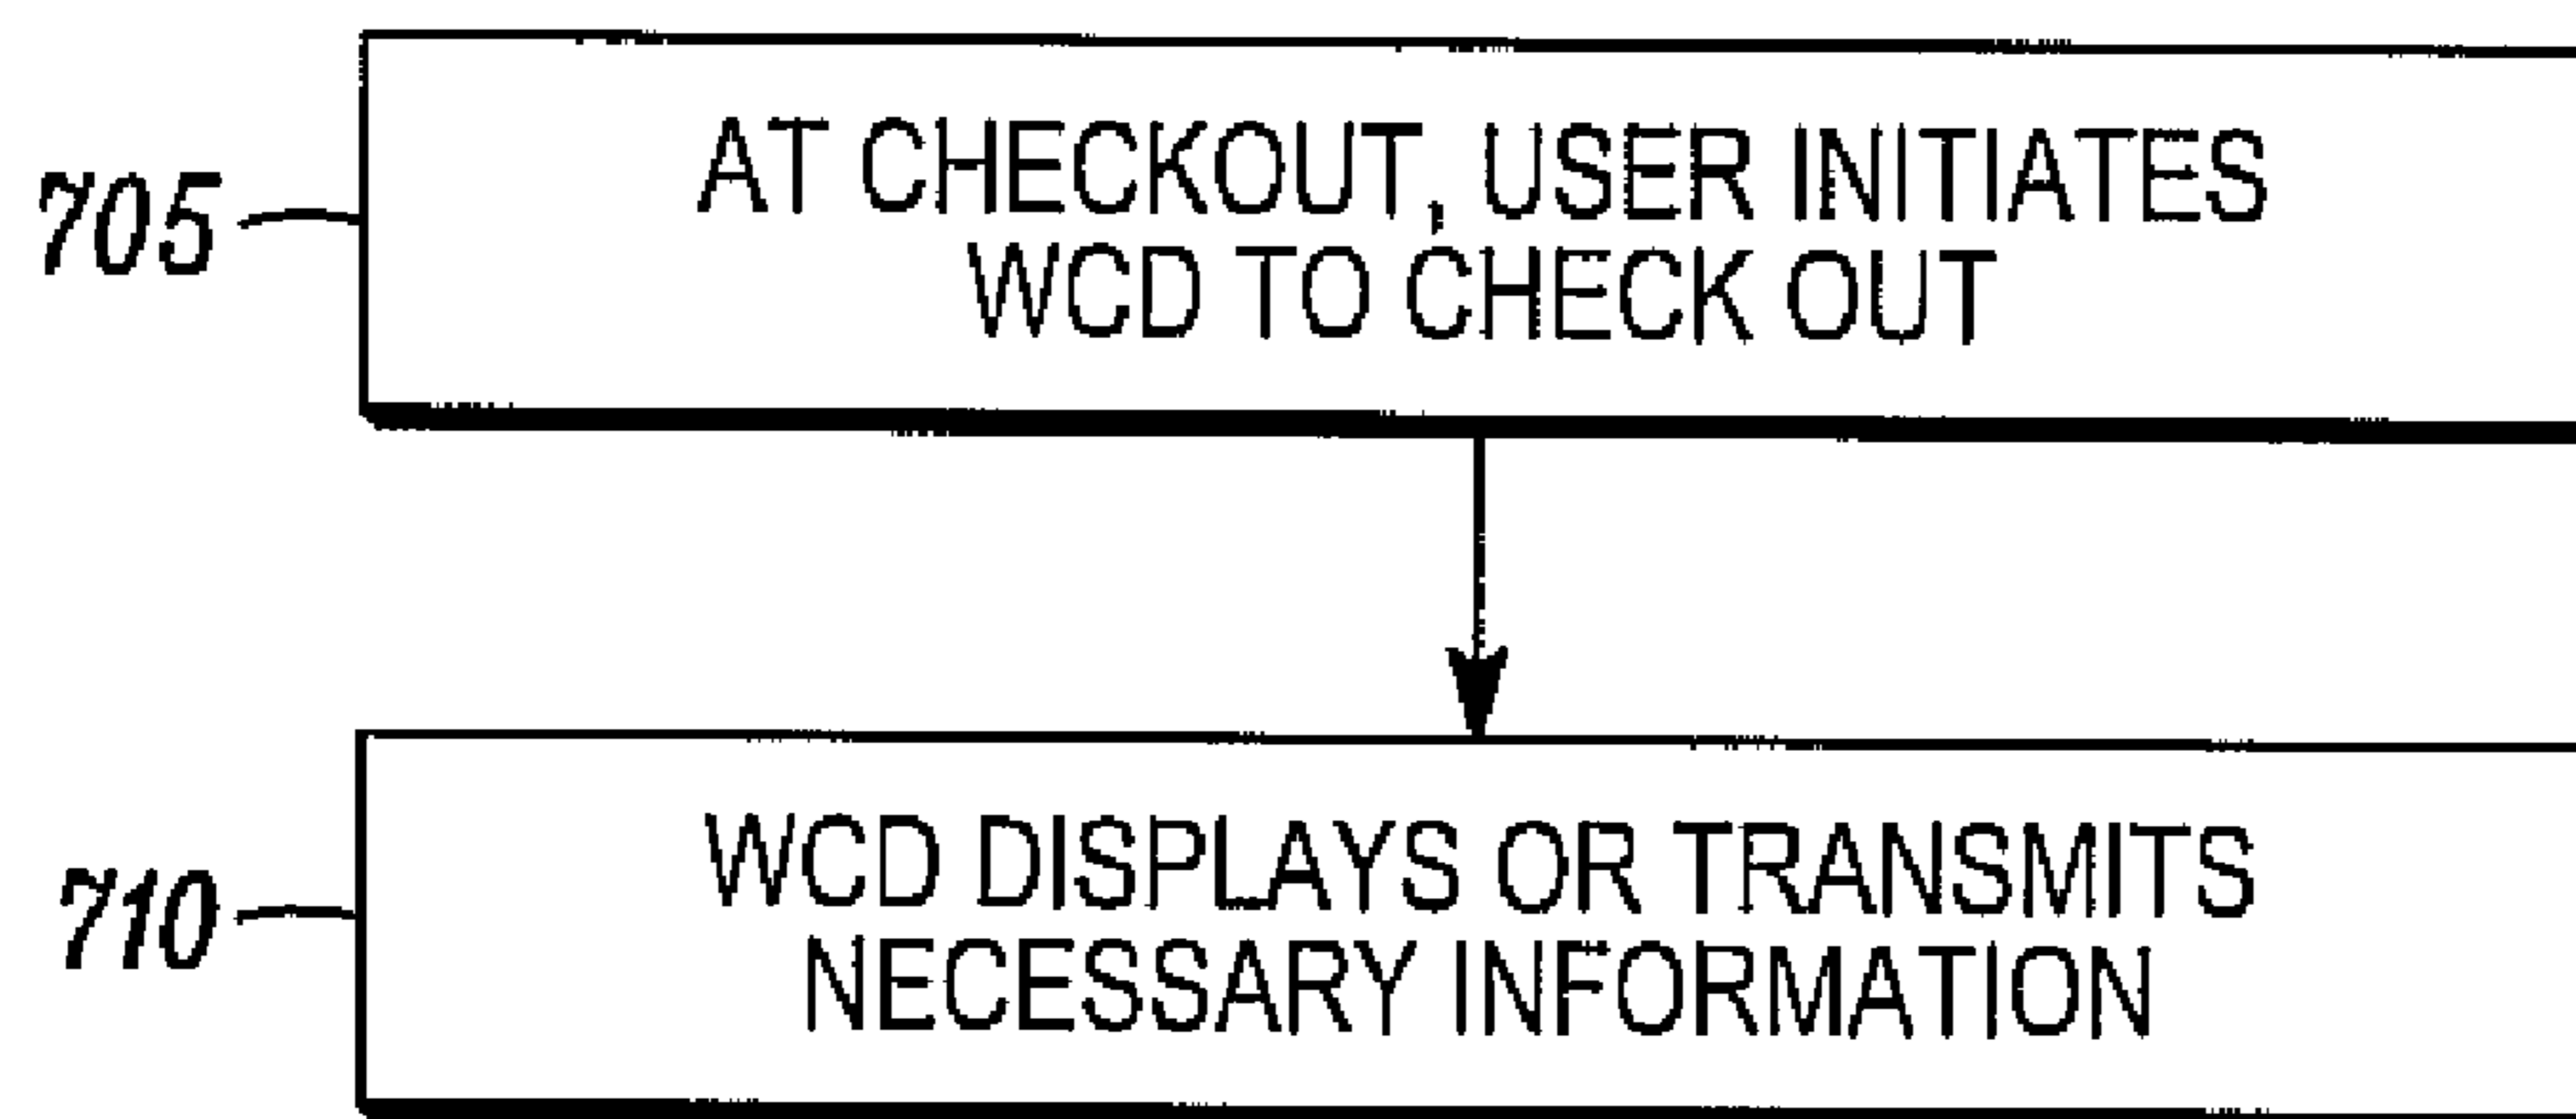 705
AT CHECKOUT, USER INITIATES
WCD TO CHECK OUT
710
WCD DISPLAYS OR TRANSMITS
NECESSARY INFORMATION